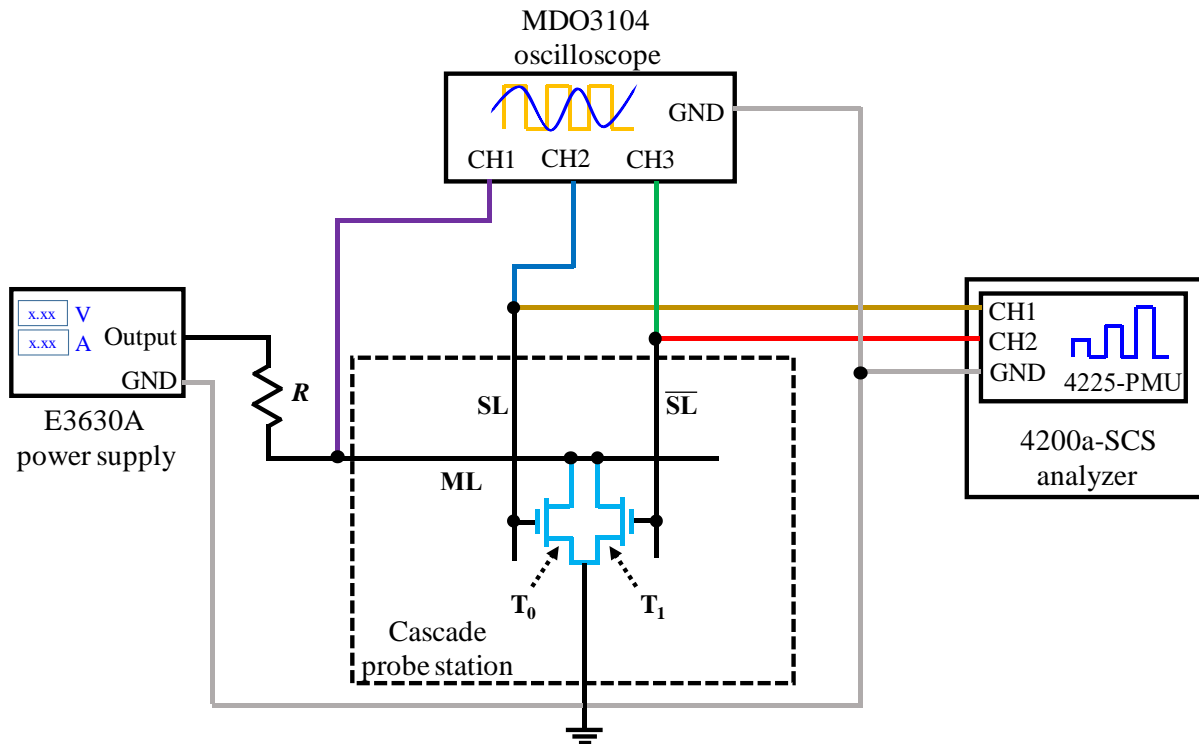 MDO3104
oscilloscope
GND
CH1 CH2 CH3
x.xx V
x.xx A
Output
GND
E3630A
power supply
R
CH1
CH2
GND
4225-PMU
4200a-SCS
analyzer
SL
S̅L̅
ML
T₀
T₁
Cascade
probe station